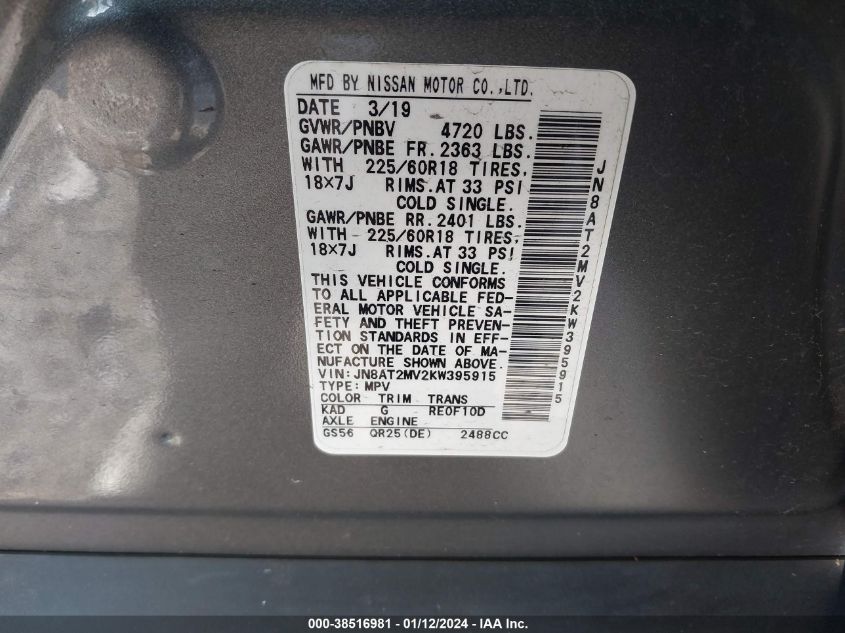 MFD BY NISSAN MOTOR CO.,LTD.
DATE 3/19
GVWR/PNBV 4720 LBS.
GAWR/PNBE FR. 2363 LBS.
WITH 225/60R18 TIRES,
18×7J RIMS.AT 33 PSI
COLD SINGLE.
GAWR/PNBE RR. 2401 LBS.
WITH 225/60R18 TIRES,
18×7J RIMS.AT 33 PSI
COLD SINGLE.
THIS VEHICLE CONFORMS
TO ALL APPLICABLE FED-
ERAL MOTOR VEHICLE SA-
FETY AND THEFT PREVEN-
TION STANDARDS IN EFF-
ECT ON THE DATE OF MA-
NUFACTURE SHOWN ABOVE.
VIN: JN8AT2MV2KW395915
TYPE: MPV
COLOR TRIM TRANS
KAD G RE0F10D
AXLE ENGINE
GS56 QR25(DE) 2488CC
JN8AT2MV2KW395915
000-38516981 - 01/12/2024 - IAA Inc.